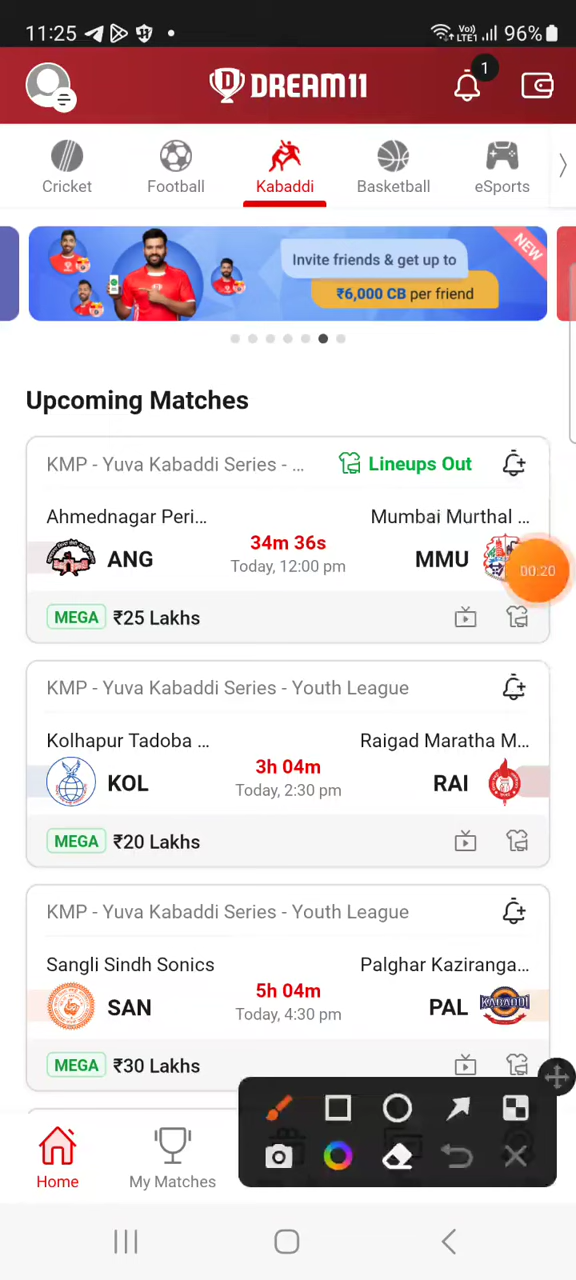 11:25 Vo) LTE1 96%
DREAM11 1
Cricket Football Kabaddi Basketball eSports
Invite friends & get up to NEW
₹6,000 CB per friend
Upcoming Matches
KMP - Yuva Kabaddi Series - ... Lineups Out
Ahmednagar Peri... Mumbai Murthal ...
34m 36s
ANG Today, 12:00 pm MMU 00:20
MEGA ₹25 Lakhs
KMP - Yuva Kabaddi Series - Youth League
Kolhapur Tadoba ... Raigad Maratha M...
3h 04m
KOL Today, 2:30 pm RAI
MEGA ₹20 Lakhs
KMP - Yuva Kabaddi Series - Youth League
Sangli Sindh Sonics Palghar Kaziranga...
5h 04m
SAN Today, 4:30 pm PAL KABADDI
MEGA ₹30 Lakhs
Home My Matches